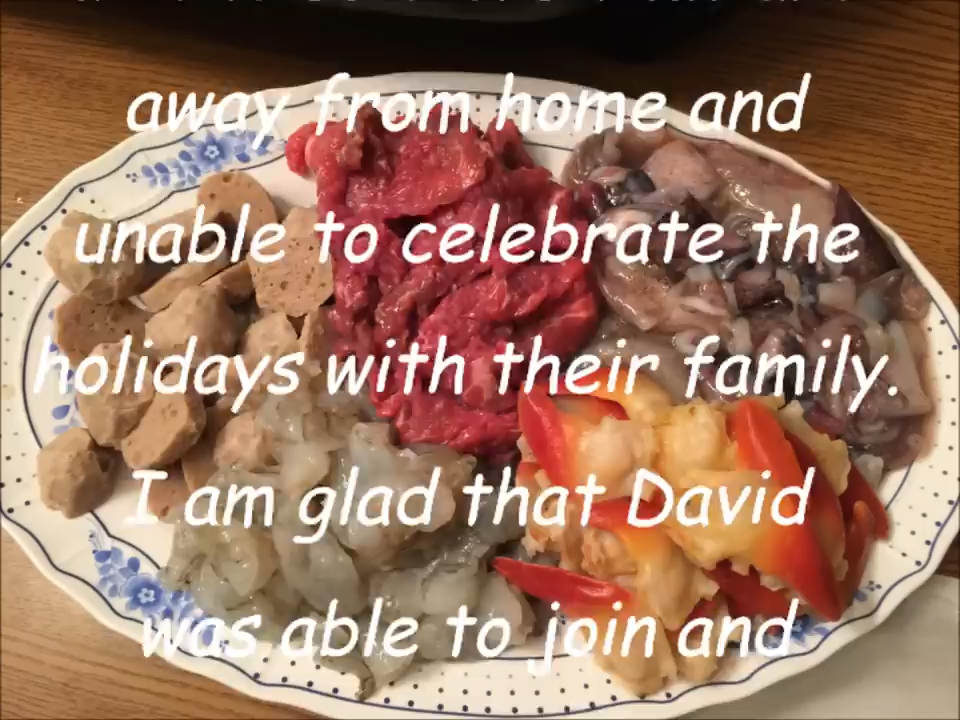 away from home and
unable to celebrate the
holidays with their family.
I am glad that David
was able to join and